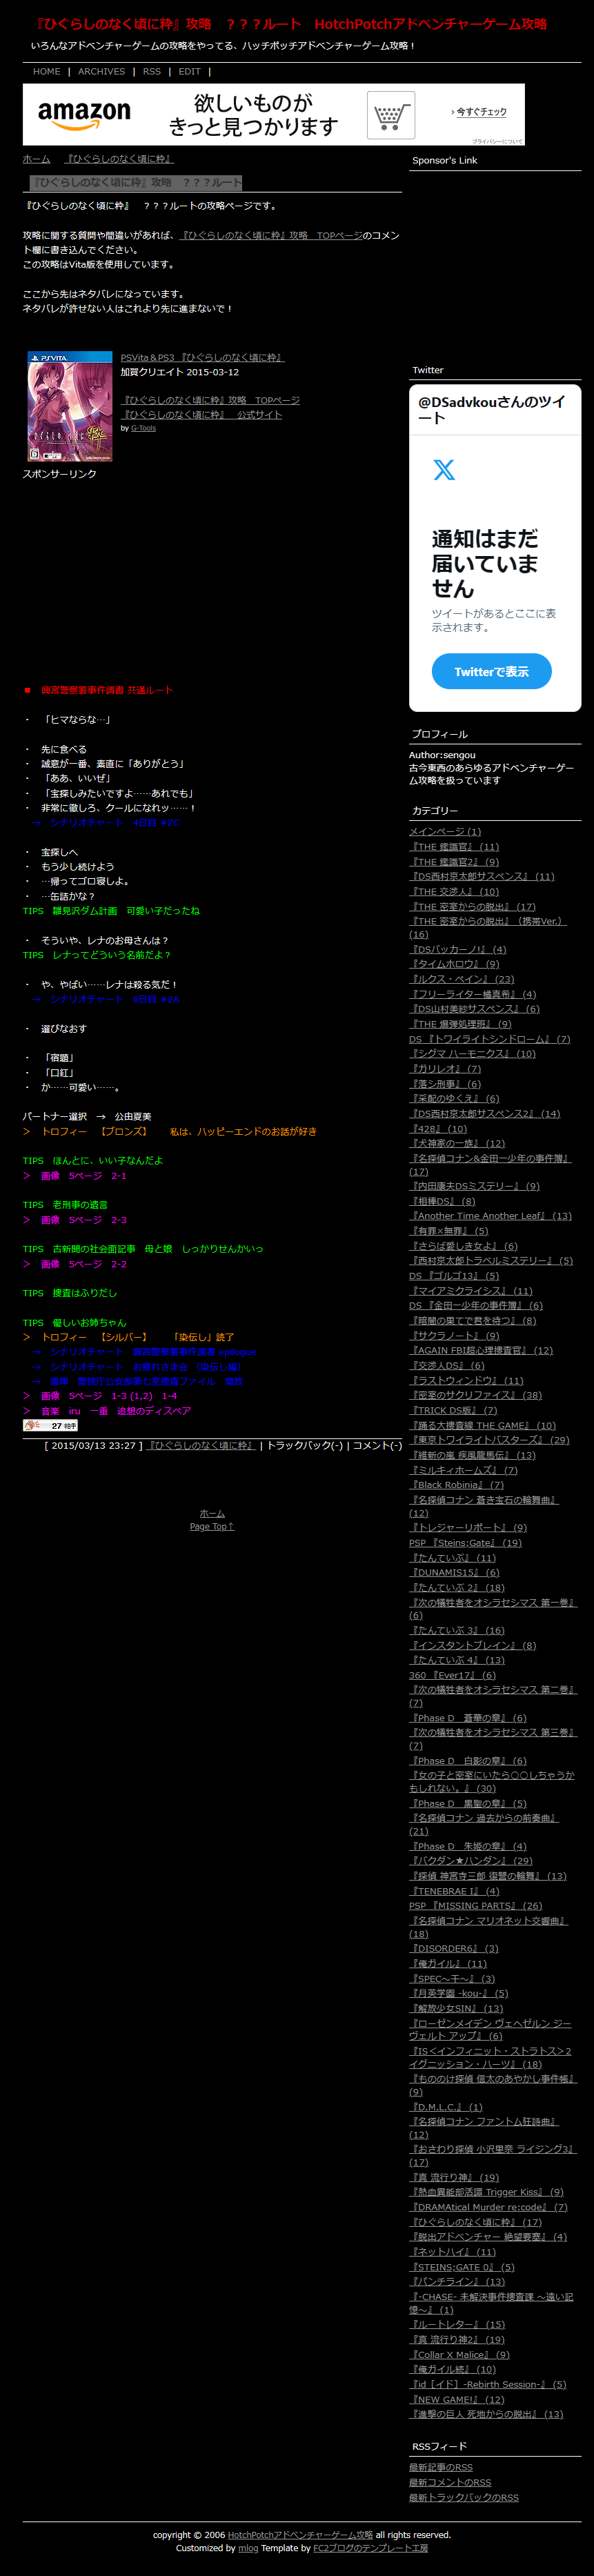 『ひぐらしのなく頃に粋』攻略　？？？ルート　HotchPotchアドベンチャーゲーム攻略
いろんなアドベンチャーゲームの攻略をやってる、ハッチポッチアドベンチャーゲーム攻略！
HOME | ARCHIVES | RSS | EDIT |
amazon
欲しいものが
きっと見つかります
今すぐチェック
プライバシーについて
ホーム　『ひぐらしのなく頃に粋』
『ひぐらしのなく頃に粋』攻略　？？？ルート
『ひぐらしのなく頃に粋』　？？？ルートの攻略ページです。
攻略に関する質問や間違いがあれば、『ひぐらしのなく頃に粋』攻略　TOPページのコメン
ト欄に書き込んでください。
この攻略はVita版を使用しています。
ここから先はネタバレになっています。
ネタバレが許せない人はこれより先に進まないで！
PSVITA
PSVita＆PS3 『ひぐらしのなく頃に粋』
加賀クリエイト 2015-03-12
『ひぐらしのなく頃に粋』攻略　TOPページ
『ひぐらしのなく頃に粋』　公式サイト
by G-Tools
スポンサーリンク
■　興宮警察署事件調書 共通ルート
・　「ヒマならな…」
・　先に食べる
・　誠意が一番、素直に「ありがとう」
・　「ああ、いいぜ」
・　「宝探しみたいですよ……あれでも」
・　非常に徹しろ、クールになれッ……！
→　シナリオチャート　4日目 #2C
・　宝探しへ
・　もう少し続けよう
・　…帰ってゴロ寝しよ。
・　…缶詰かな？
TIPS　雛見沢ダム計画　可愛い子だったね
・　そういや、レナのお母さんは？
TIPS　レナってどういう名前だよ？
・　や、やばい……レナは殺る気だ！
→　シナリオチャート　6日目 #2A
・　選びなおす
・　「宿題」
・　「口紅」
・　か……可愛い……。
パートナー選択　→　公由夏美
＞　トロフィー　【ブロンズ】　　私は、ハッピーエンドのお話が好き
TIPS　ほんとに、いい子なんだよ
＞　画像　5ページ　2-1
TIPS　老刑事の遺言
＞　画像　5ページ　2-3
TIPS　古新聞の社会面記事　母と娘　しっかりせんかいっ
＞　画像　5ページ　2-2
TIPS　捜査はふりだし
TIPS　優しいお姉ちゃん
＞　トロフィー　【シルバー】　　「染伝し」読了
→　シナリオチャート　興宮警察署事件調書 epilogue
→　シナリオチャート　お疲れさま会 （染伝し編）
→　書庫　警視庁公安部第七課捜査ファイル　開放
＞　画像　5ページ　1-3 (1,2)　1-4
＞　音楽　iru　一重　追想のディスペア
27 拍手
[ 2015/03/13 23:27 ] 『ひぐらしのなく頃に粋』 | トラックバック(-) | コメント(-)
ホーム
Page Top↑
Sponsor's Link
Twitter
@DSadvkouさんのツイ
ート
通知はまだ
届いていま
せん
ツイートがあるとここに表
示されます。
Twitterで表示
プロフィール
Author:sengou
古今東西のあらゆるアドベンチャーゲー
ム攻略を扱っています
カテゴリー
メインページ (1)
『THE 鑑識官』 (11)
『THE 鑑識官2』 (9)
『DS西村京太郎サスペンス』 (11)
『THE 交渉人』 (10)
『THE 密室からの脱出』 (17)
『THE 密室からの脱出』（携帯Ver.）
(16)
『DSバッカーノ!』 (4)
『タイムホロウ』 (9)
『ルクス・ペイン』 (23)
『フリーライター橘真希』 (4)
『DS山村美紗サスペンス』 (6)
『THE 爆弾処理班』 (9)
DS 『トワイライトシンドローム』 (7)
『シグマ ハーモニクス』 (10)
『ガリレオ』 (7)
『落シ刑事』 (6)
『采配のゆくえ』 (6)
『DS西村京太郎サスペンス2』 (14)
『428』 (10)
『犬神家の一族』 (12)
『名探偵コナン&金田一少年の事件簿』
(17)
『内田康夫DSミステリー』 (9)
『相棒DS』 (8)
『Another Time Another Leaf』 (13)
『有罪×無罪』 (5)
『さらば愛しき女よ』 (6)
『西村京太郎トラベルミステリー』 (5)
DS 『ゴルゴ13』 (5)
『マイアミクライシス』 (11)
DS 『金田一少年の事件簿』 (6)
『暗闇の果てで君を待つ』 (8)
『サクラノート』 (9)
『AGAIN FBI超心理捜査官』 (12)
『交渉人DS』 (6)
『ラストウィンドウ』 (11)
『密室のサクリファイス』 (38)
『TRICK DS版』 (7)
『踊る大捜査線 THE GAME』 (10)
『東京トワイライトバスターズ』 (29)
『維新の嵐 疾風龍馬伝』 (13)
『ミルキィホームズ』 (7)
『Black Robinia』 (7)
『名探偵コナン 蒼き宝石の輪舞曲』
(12)
『トレジャーリポート』 (9)
PSP 『Steins;Gate』 (19)
『たんていぶ』 (11)
『DUNAMIS15』 (6)
『たんていぶ 2』 (18)
『次の犠牲者をオシラセシマス 第一巻』
(6)
『たんていぶ 3』 (16)
『インスタントブレイン』 (8)
『たんていぶ 4』 (13)
360 『Ever17』 (6)
『次の犠牲者をオシラセシマス 第二巻』
(7)
『Phase D　蒼華の章』 (6)
『次の犠牲者をオシラセシマス 第三巻』
(7)
『Phase D　白影の章』 (6)
『女の子と密室にいたら○○しちゃうか
もしれない。』 (30)
『Phase D　黒聖の章』 (5)
『名探偵コナン 過去からの前奏曲』
(21)
『Phase D　朱姫の章』 (4)
『バクダン★ハンダン』 (29)
『探偵 神宮寺三郎 復讐の輪舞』 (13)
『TENEBRAE I』 (4)
PSP 『MISSING PARTS』 (26)
『名探偵コナン マリオネット交響曲』
(18)
『DISORDER6』 (3)
『俺ガイル』 (11)
『SPEC～干～』 (3)
『月英学園 -kou-』 (5)
『解放少女SIN』 (13)
『ローゼンメイデン ヴェヘゼルン ジー
ヴェルト アップ』 (6)
『IS＜インフィニット・ストラトス＞2
イグニッション・ハーツ』 (18)
『もののけ探偵 信太のあやかし事件帳』
(9)
『D.M.L.C.』 (1)
『名探偵コナン ファントム狂詩曲』
(12)
『おさわり探偵 小沢里奈 ライジング3』
(17)
『真 流行り神』 (19)
『熱血異能部活譚 Trigger Kiss』 (9)
『DRAMAtical Murder re:code』 (7)
『ひぐらしのなく頃に粋』 (17)
『脱出アドベンチャー 絶望要塞』 (4)
『ネットハイ』 (11)
『STEINS;GATE 0』 (5)
『パンチライン』 (13)
『-CHASE- 未解決事件捜査課 ～遠い記
憶～』 (1)
『ルートレター』 (15)
『真 流行り神2』 (19)
『Collar X Malice』 (9)
『俺ガイル続』 (10)
『id［イド］-Rebirth Session-』 (5)
『NEW GAME!』 (12)
『進撃の巨人 死地からの脱出』 (13)
RSSフィード
最新記事のRSS
最新コメントのRSS
最新トラックバックのRSS
copyright © 2006 HotchPotchアドベンチャーゲーム攻略 all rights reserved.
Customized by mlog Template by FC2ブログのテンプレート工房